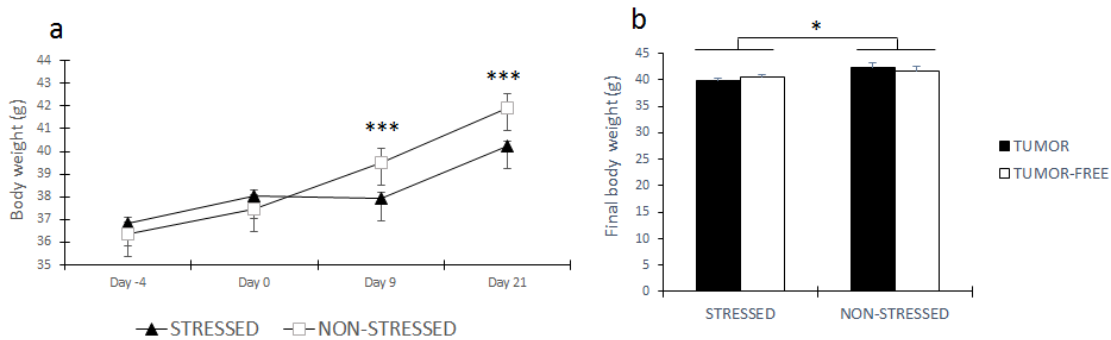 a
44
43
42
41
40
39
38
37
36
35
Body weight (g)
***
***
Day -4 Day 0 Day 9 Day 21
STRESSED NON-STRESSED
b
*
45
40
35
30
25
20
15
10
5
0
Final body weight (g)
STRESSED NON-STRESSED
TUMOR
TUMOR-FREE